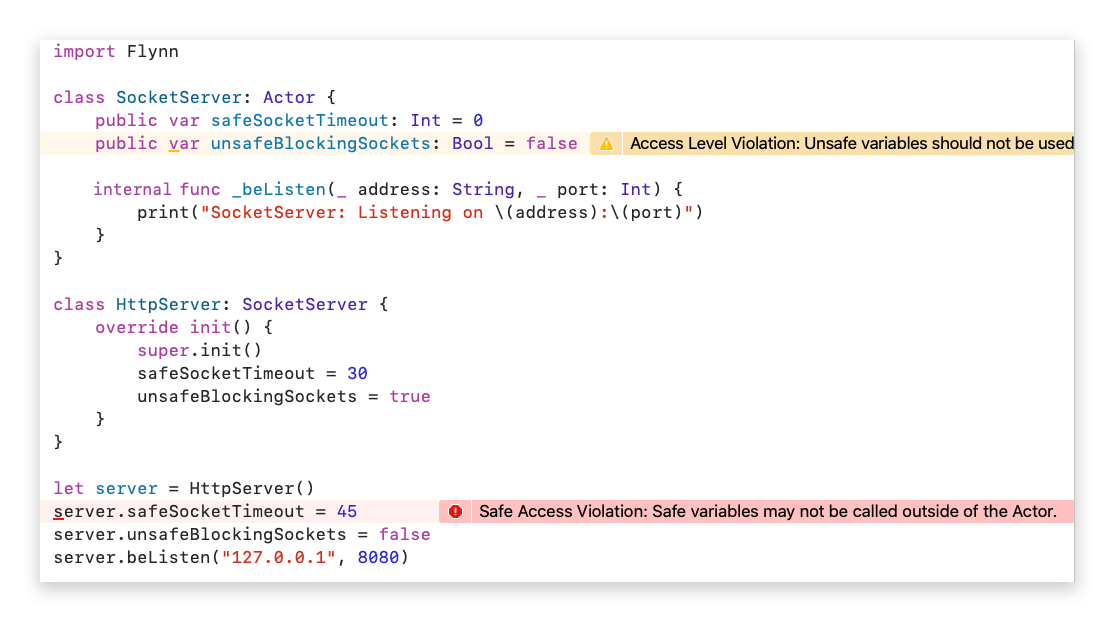 import Flynn
class SocketServer: Actor {
    public var safeSocketTimeout: Int = 0
    public var unsafeBlockingSockets: Bool = false Access Level Violation: Unsafe variables should not be used
    internal func _beListen(_ address: String, _ port: Int) {
        print("SocketServer: Listening on \(address):\(port)")
    }
}
class HttpServer: SocketServer {
    override init() {
        super.init()
        safeSocketTimeout = 30
        unsafeBlockingSockets = true
    }
}
let server = HttpServer()
server.safeSocketTimeout = 45 Safe Access Violation: Safe variables may not be called outside of the Actor.
server.unsafeBlockingSockets = false
server.beListen("127.0.0.1", 8080)